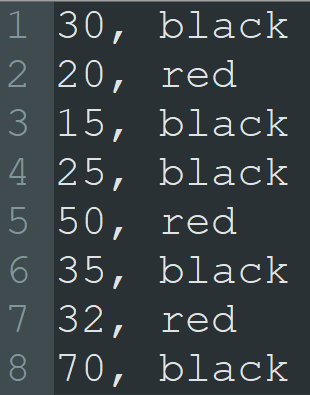 1 30, black
2 20, red
3 15, black
4 25, black
5 50, red
6 35, black
7 32, red
8 70, black